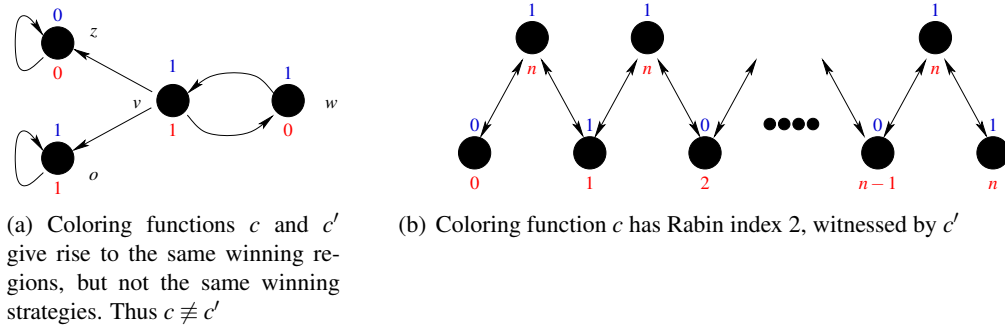 0 z
0
1 1
v w
1 0
1
1 o
1 1 1
n n n
0 1 0 0 1
0 1 2 n − 1 n
(a) Coloring functions c and c′
give rise to the same winning re-
gions, but not the same winning
strategies. Thus c ≢ c′
(b) Coloring function c has Rabin index 2, witnessed by c′